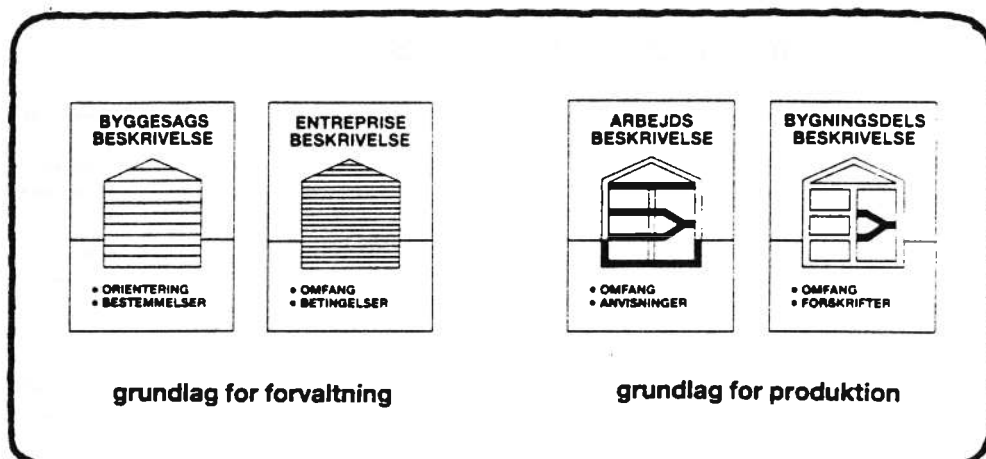 BYGGESAGS
BESKRIVELSE
• ORIENTERING
• BESTEMMELSER
ENTREPRISE
BESKRIVELSE
• OMFANG
• BETINGELSER
grundlag for forvaltning
ARBEJDS
BESKRIVELSE
• OMFANG
• ANVISNINGER
BYGNINGSDELS
BESKRIVELSE
• OMFANG
• FORSKRIFTER
grundlag for produktion